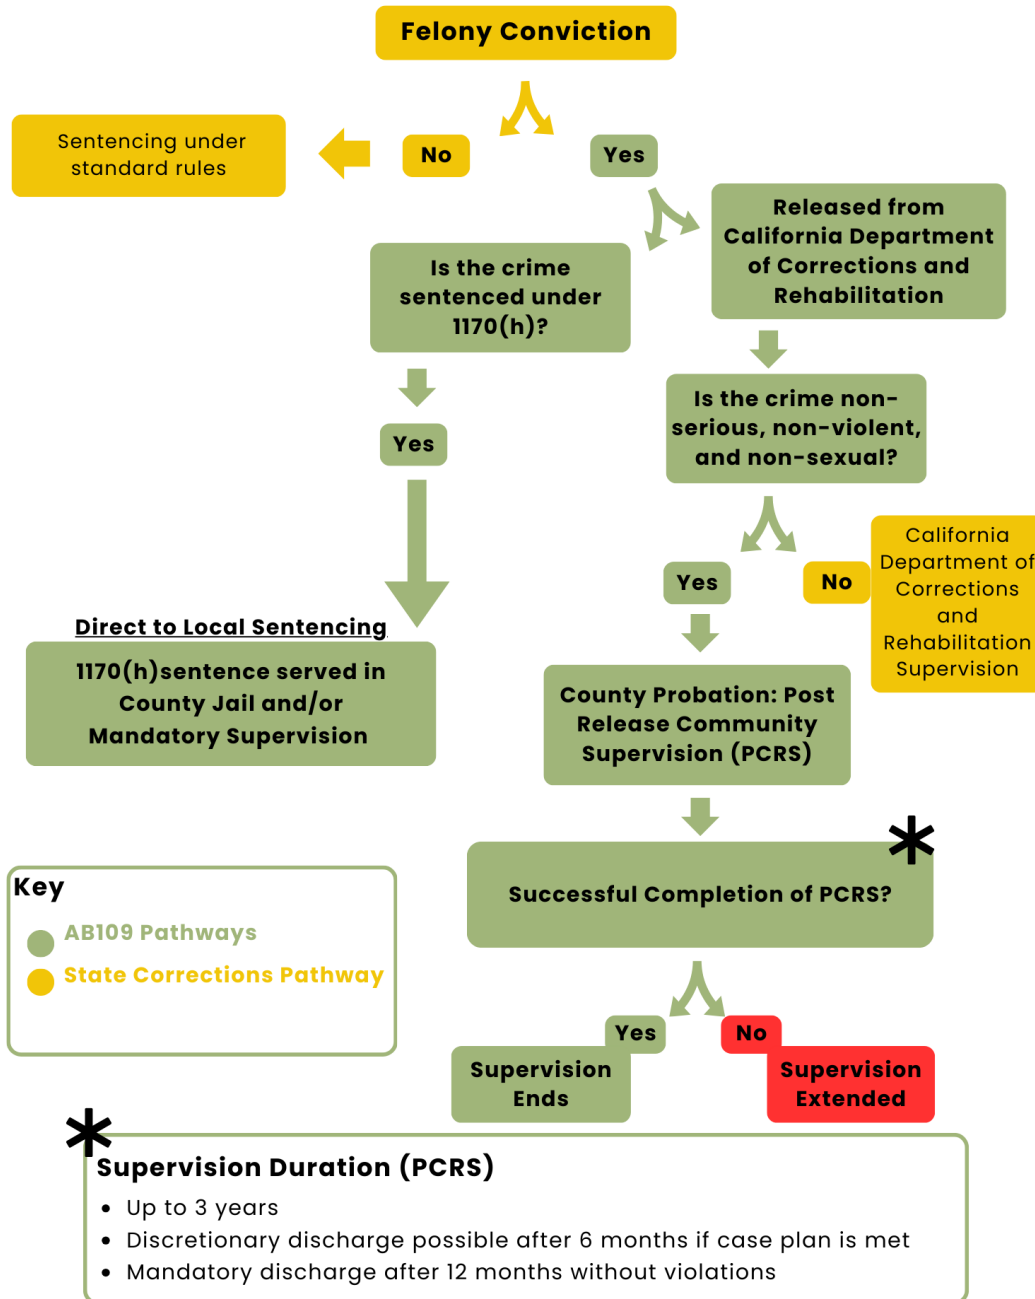 Felony Conviction
Sentencing under
standard rules
No
Yes
Released from
California Department
of Corrections and
Rehabilitation
Is the crime
sentenced under
1170(h)?
Is the crime non-
serious, non-violent,
and non-sexual?
Yes
Yes
No
California
Department of
Corrections
and
Rehabilitation
Supervision
Direct to Local Sentencing
1170(h)sentence served in
County Jail and/or
Mandatory Supervision
County Probation: Post
Release Community
Supervision (PCRS)
*
Successful Completion of PCRS?
Key
AB109 Pathways
State Corrections Pathway
Yes
No
Supervision
Ends
Supervision
Extended
*
Supervision Duration (PCRS)
• Up to 3 years
• Discretionary discharge possible after 6 months if case plan is met
• Mandatory discharge after 12 months without violations